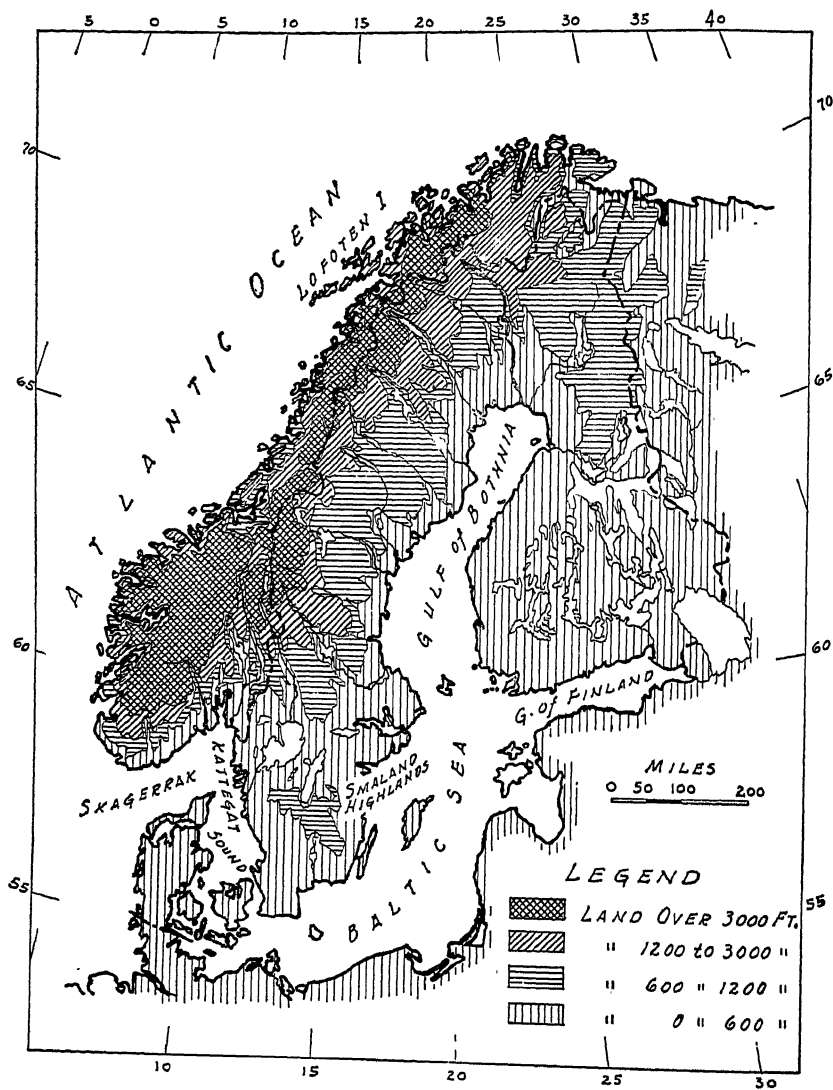 5 0 5 10 15 20 25 30 35 40
70
70
ATLANTIC OCEAN
LOFOTEN I
65
65
GULF of BOTHNIA
60
60
G. of FINLAND
SKAGERRAK
KATTEGAT
SOUND
SMALAND
HIGHLANDS
BALTIC SEA
MILES
0 50 100 200
55
55
LEGEND
LAND OVER 3000 FT.
" 1200 to 3000 "
" 600 " 1200 "
" 0 " 600 "
10 15 20 25 30